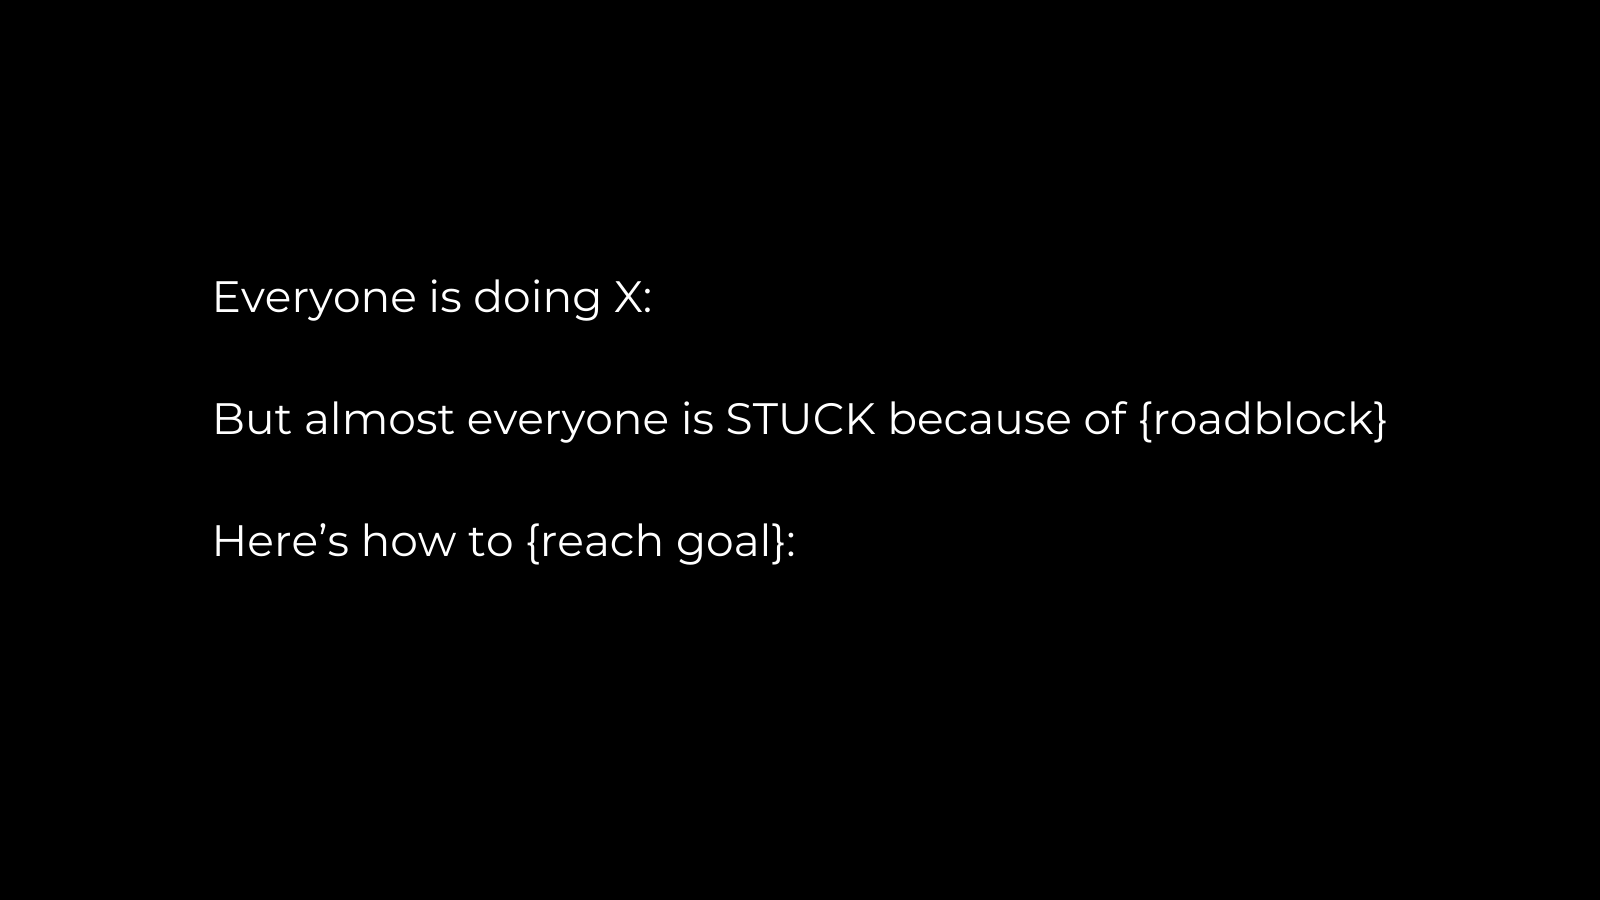 Everyone is doing X:
But almost everyone is STUCK because of {roadblock}
Here’s how to {reach goal}: